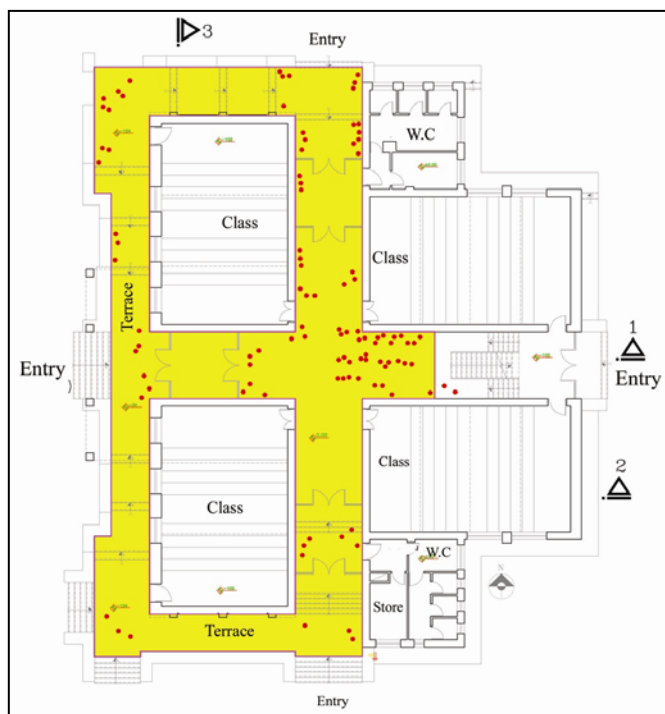 3
Entry
W.C
Class
Class
Terrace
1
Entry
Entry
2
Class
Class
W.C
Store
Terrace
Entry